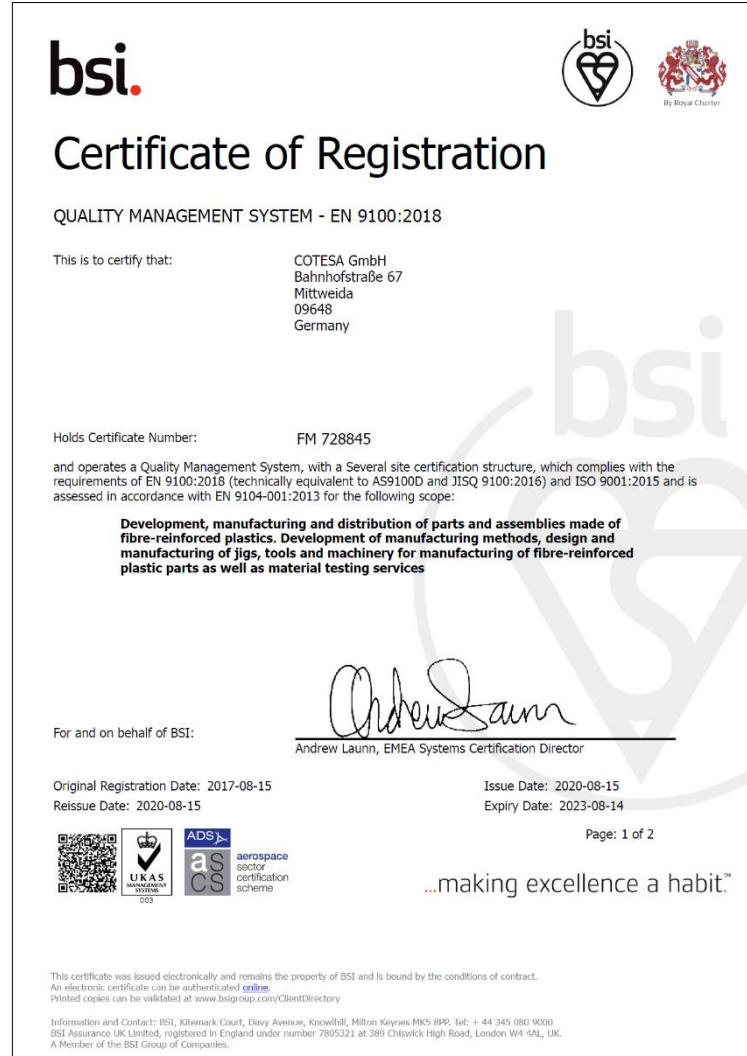 bsi.
bsi
By Royal Charter
Certificate of Registration
QUALITY MANAGEMENT SYSTEM - EN 9100:2018
This is to certify that:
COTESA GmbH
Bahnhofstraße 67
Mittweida
09648
Germany
bsi
Holds Certificate Number:
FM 728845
and operates a Quality Management System, with a Several site certification structure, which complies with the
requirements of EN 9100:2018 (technically equivalent to AS9100D and JISQ 9100:2016) and ISO 9001:2015 and is
assessed in accordance with EN 9104-001:2013 for the following scope:
Development, manufacturing and distribution of parts and assemblies made of
fibre-reinforced plastics. Development of manufacturing methods, design and
manufacturing of jigs, tools and machinery for manufacturing of fibre-reinforced
plastic parts as well as material testing services
Andrew Launn
For and on behalf of BSI:
Andrew Launn, EMEA Systems Certification Director
Original Registration Date: 2017-08-15
Issue Date: 2020-08-15
Reissue Date: 2020-08-15
Expiry Date: 2023-08-14
Page: 1 of 2
UKAS
MANAGEMENT
SYSTEMS
003
ADS
as
cs
aerospace
sector
certification
scheme
...making excellence a habit.™
This certificate was issued electronically and remains the property of BSI and is bound by the conditions of contract.
An electronic certificate can be authenticated online.
Printed copies can be validated at www.bsigroup.com/ClientDirectory
Information and Contact: BSI, Kitemark Court, Davy Avenue, Knowlhill, Milton Keynes MK5 8PP. Tel: + 44 345 080 9000
BSI Assurance UK Limited, registered in England under number 7805321 at 389 Chiswick High Road, London W4 4AL, UK.
A Member of the BSI Group of Companies.